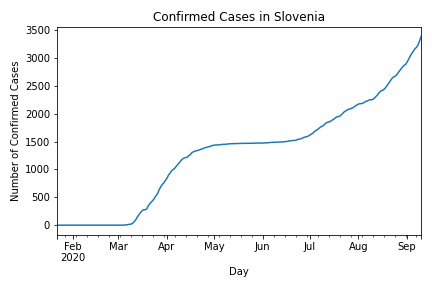 Confirmed Cases in Slovenia
3500
3000
2500
2000
1500
1000
500
0
Number of Confirmed Cases
Feb Mar Apr May Jun Jul Aug Sep
2020
Day